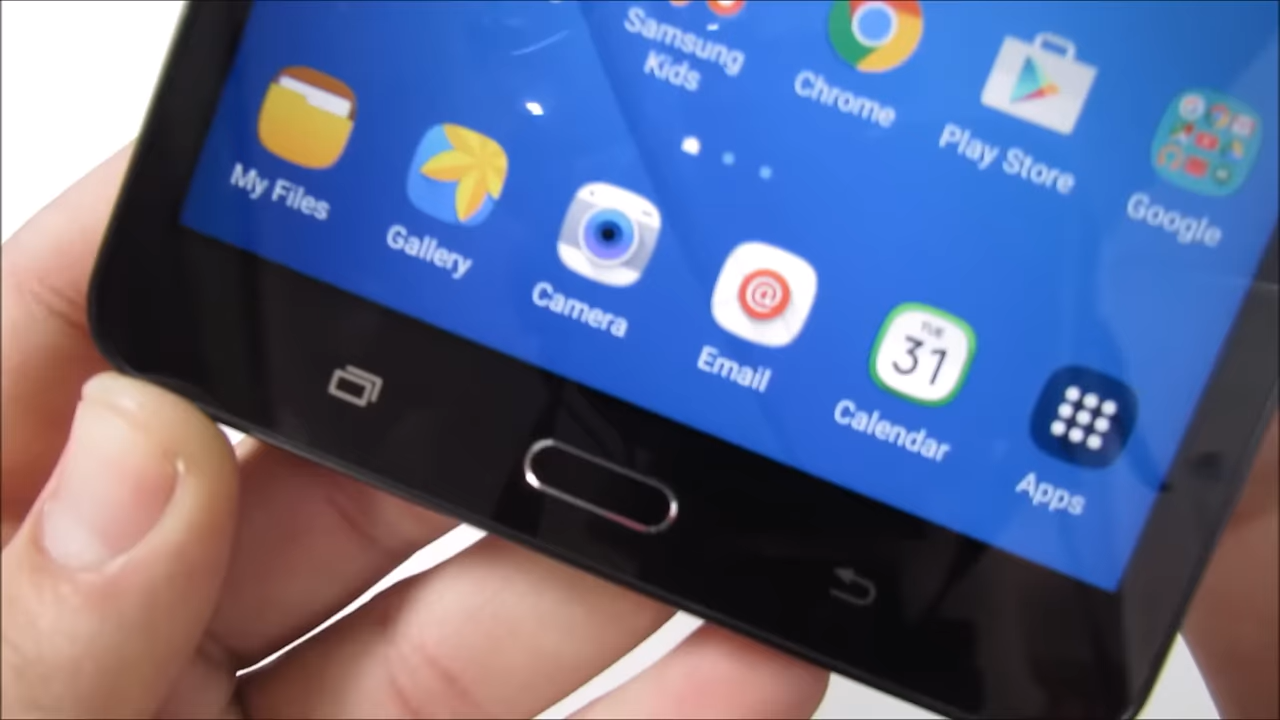 Samsung
Kids
Chrome
Play Store
Google
My Files
Gallery
Camera
@
Email
TUE
31
Calendar
Apps